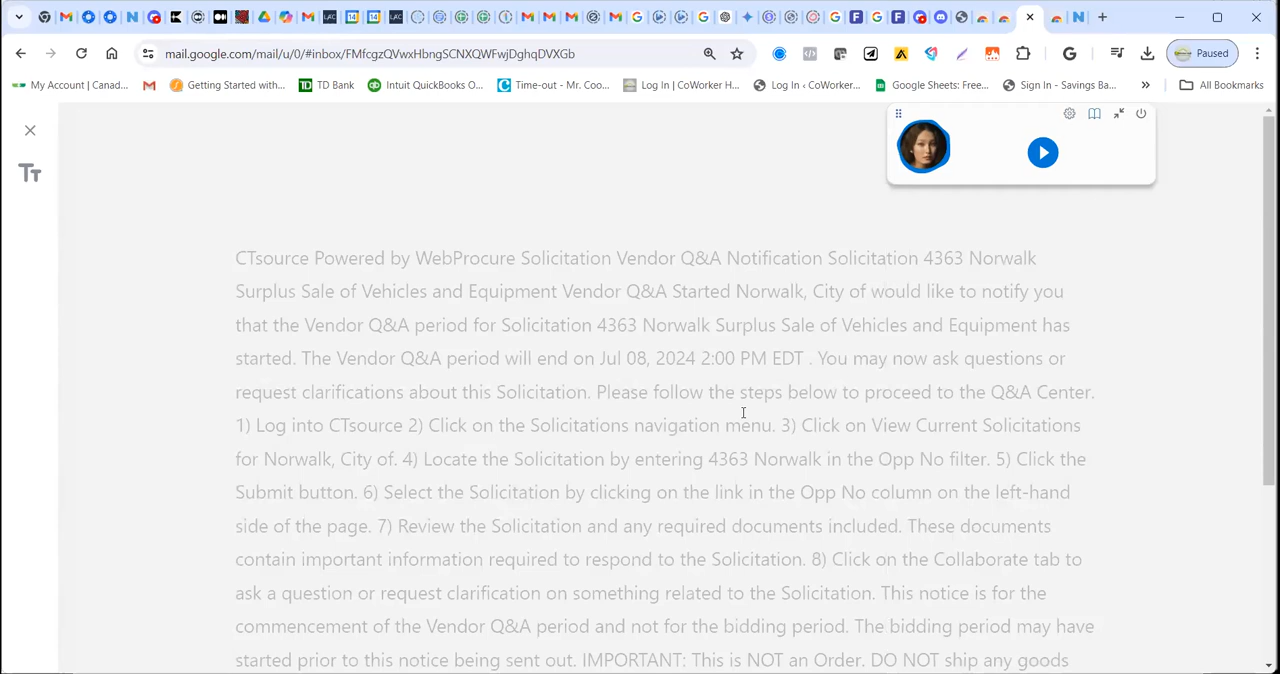 mail.google.com/mail/u/0/#inbox/FMfcgzQVwxHbngSCNXQWFwjDqhqDVXGb
Paused
My Account | Canad...
Getting Started with...
TD Bank
Intuit QuickBooks O...
Time-out - Mr. Coo...
Log In | CoWorker H...
Log In ‹ CoWorker...
Google Sheets: Free...
Sign In - Savings Ba...
All Bookmarks
CTsource Powered by WebProcure Solicitation Vendor Q&A Notification Solicitation 4363 Norwalk
Surplus Sale of Vehicles and Equipment Vendor Q&A Started Norwalk, City of would like to notify you
that the Vendor Q&A period for Solicitation 4363 Norwalk Surplus Sale of Vehicles and Equipment has
started. The Vendor Q&A period will end on Jul 08, 2024 2:00 PM EDT . You may now ask questions or
request clarifications about this Solicitation. Please follow the steps below to proceed to the Q&A Center.
1) Log into CTsource 2) Click on the Solicitations navigation menu. 3) Click on View Current Solicitations
for Norwalk, City of. 4) Locate the Solicitation by entering 4363 Norwalk in the Opp No filter. 5) Click the
Submit button. 6) Select the Solicitation by clicking on the link in the Opp No column on the left-hand
side of the page. 7) Review the Solicitation and any required documents included. These documents
contain important information required to respond to the Solicitation. 8) Click on the Collaborate tab to
ask a question or request clarification on something related to the Solicitation. This notice is for the
commencement of the Vendor Q&A period and not for the bidding period. The bidding period may have
started prior to this notice being sent out. IMPORTANT: This is NOT an Order. DO NOT ship any goods